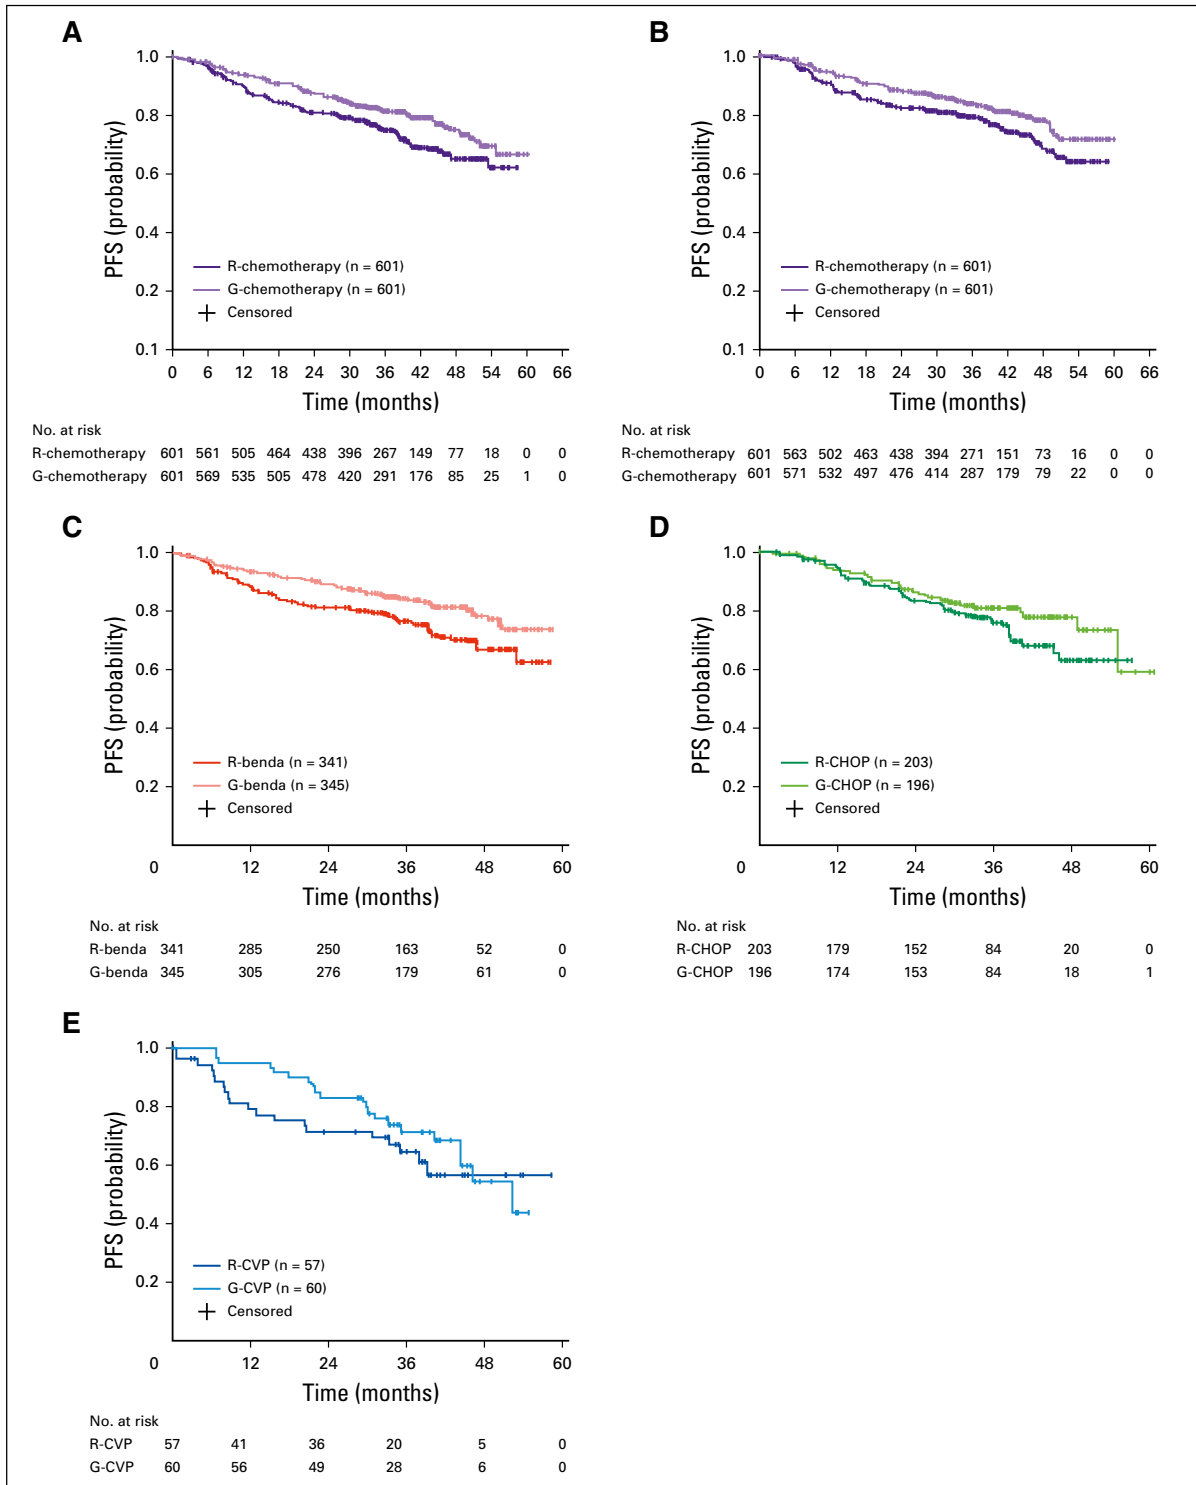 A
PFS (probability)
1.0
0.8
0.6
0.4
0.2
0.1
R-chemotherapy (n = 601)
G-chemotherapy (n = 601)
Censored
0 6 12 18 24 30 36 42 48 54 60 66
Time (months)
No. at risk
R-chemotherapy 601 561 505 464 438 396 267 149 77 18 0 0
G-chemotherapy 601 569 535 505 478 420 291 176 85 25 1 0
B
PFS (probability)
1.0
0.8
0.6
0.4
0.2
0.1
R-chemotherapy (n = 601)
G-chemotherapy (n = 601)
Censored
0 6 12 18 24 30 36 42 48 54 60 66
Time (months)
No. at risk
R-chemotherapy 601 563 502 463 438 394 271 151 73 16 0 0
G-chemotherapy 601 571 532 497 476 414 287 179 79 22 0 0
C
PFS (probability)
1.0
0.8
0.6
0.4
0.2
R-benda (n = 341)
G-benda (n = 345)
Censored
0 12 24 36 48 60
Time (months)
No. at risk
R-benda 341 285 250 163 52 0
G-benda 345 305 276 179 61 0
D
PFS (probability)
1.0
0.8
0.6
0.4
0.2
R-CHOP (n = 203)
G-CHOP (n = 196)
Censored
0 12 24 36 48 60
Time (months)
No. at risk
R-CHOP 203 179 152 84 20 0
G-CHOP 196 174 153 84 18 1
E
PFS (probability)
1.0
0.8
0.6
0.4
0.2
R-CVP (n = 57)
G-CVP (n = 60)
Censored
0 12 24 36 48 60
Time (months)
No. at risk
R-CVP 57 41 36 20 5 0
G-CVP 60 56 49 28 6 0